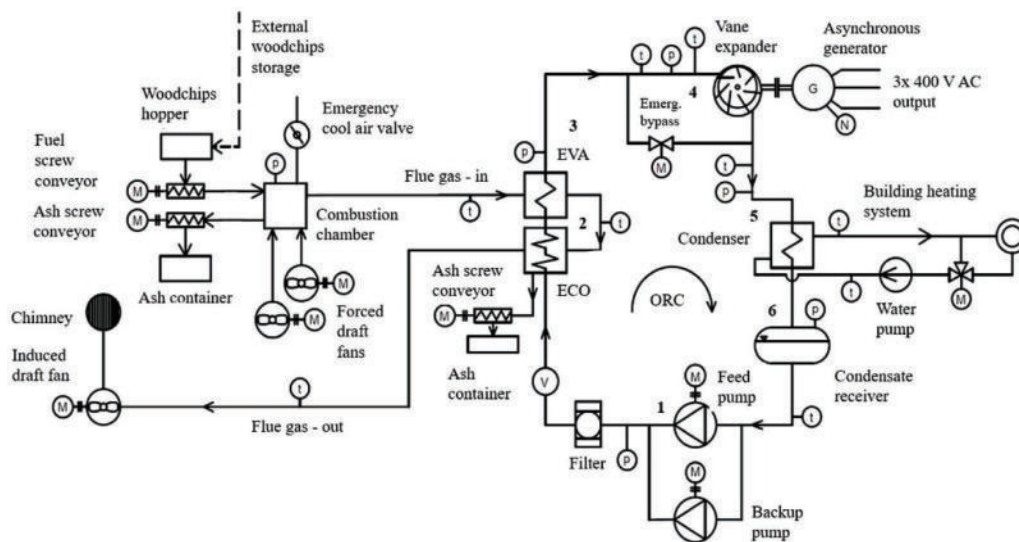 External
woodchips
storage
Woodchips
hopper
Fuel
screw
conveyor
M
Ash screw
conveyor
M
Ash container
p
Emergency
cool air valve
Combustion
chamber
M
M
Forced
draft
fans
Chimney
Induced
draft fan
M
t
Flue gas - out
Flue gas - in
t
p
3
EVA
2
t
ECO
Ash screw
conveyor
M
Ash
container
V
Filter
p
t
p
t
4
Vane
expander
Emerg.
bypass
M
G
Asynchronous
generator
3x 400 V AC
output
N
t
p
5
Condenser
t
Building heating
system
t
Water
pump
M
ORC
6
p
Condensate
receiver
t
1
M
Feed
pump
M
Backup
pump